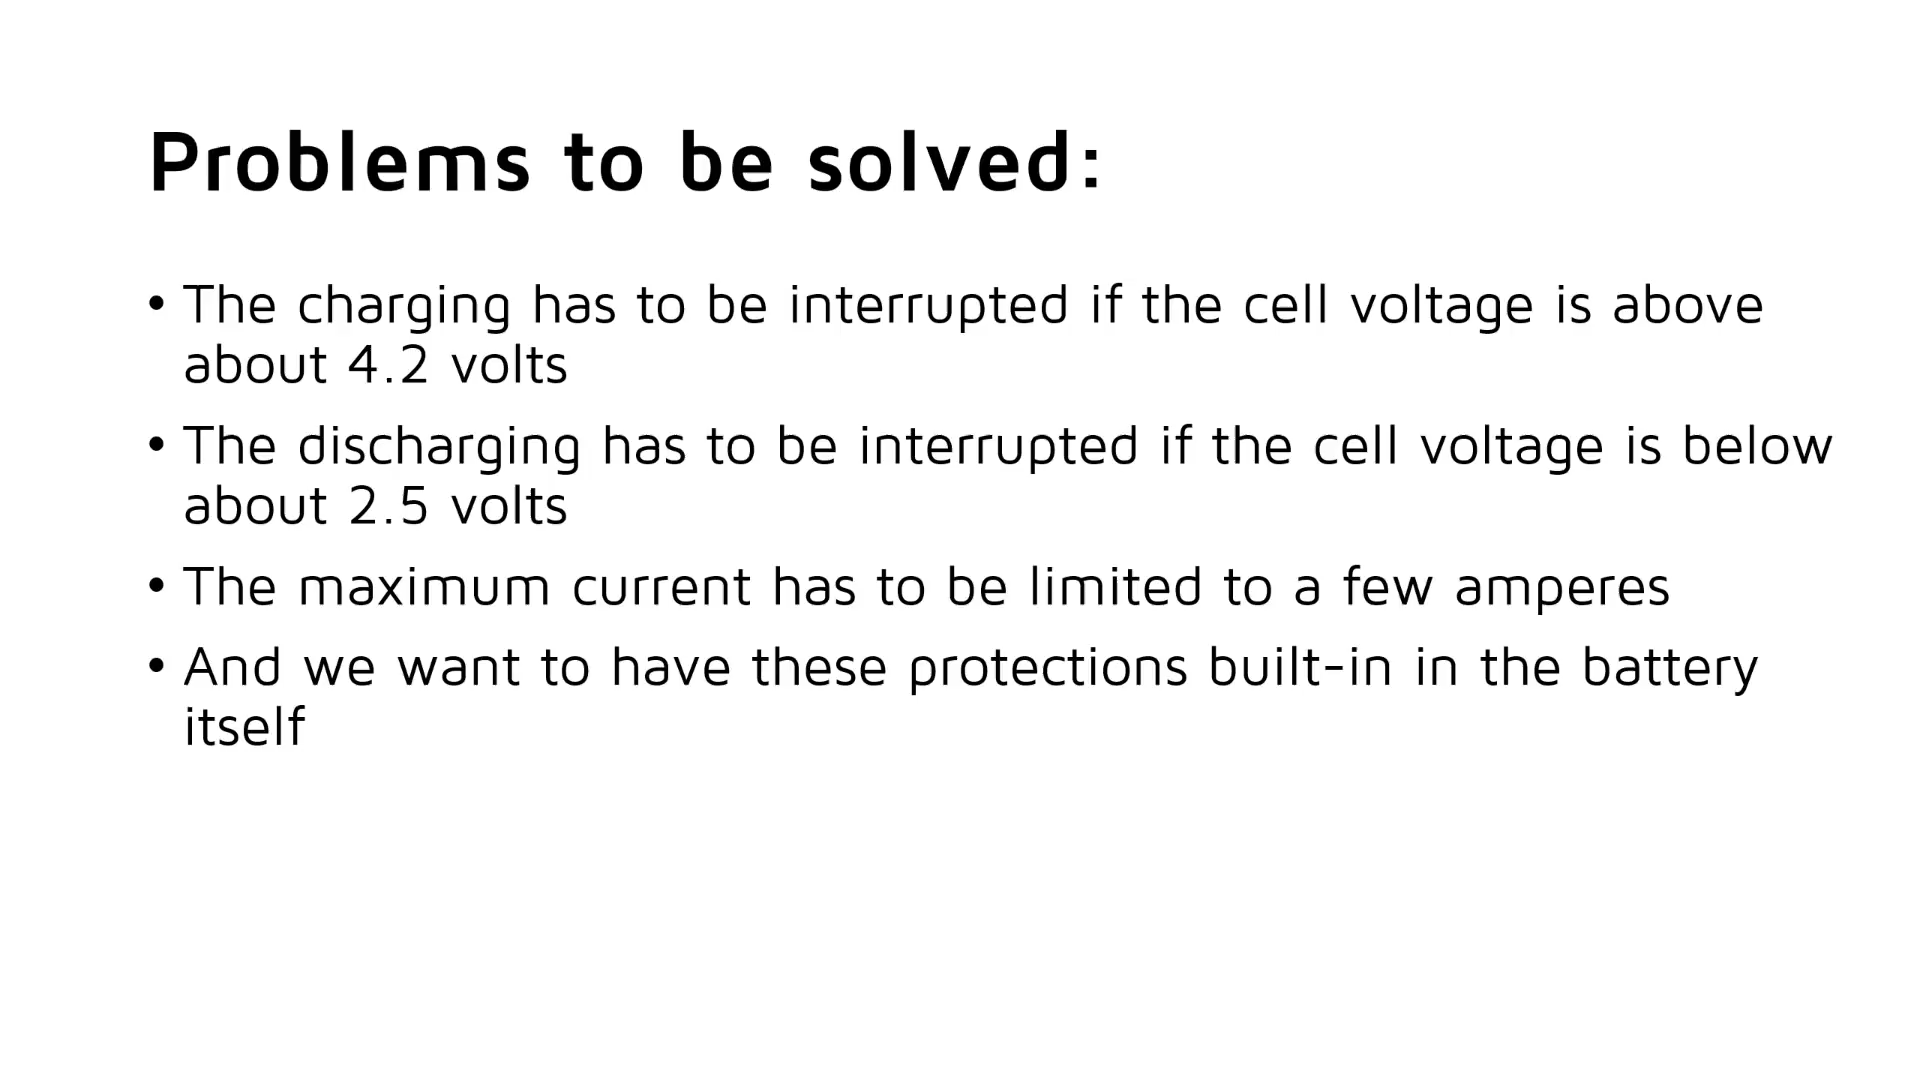 Problems to be solved:
• The charging has to be interrupted if the cell voltage is above
about 4.2 volts
• The discharging has to be interrupted if the cell voltage is below
about 2.5 volts
• The maximum current has to be limited to a few amperes
• And we want to have these protections built-in in the battery
itself